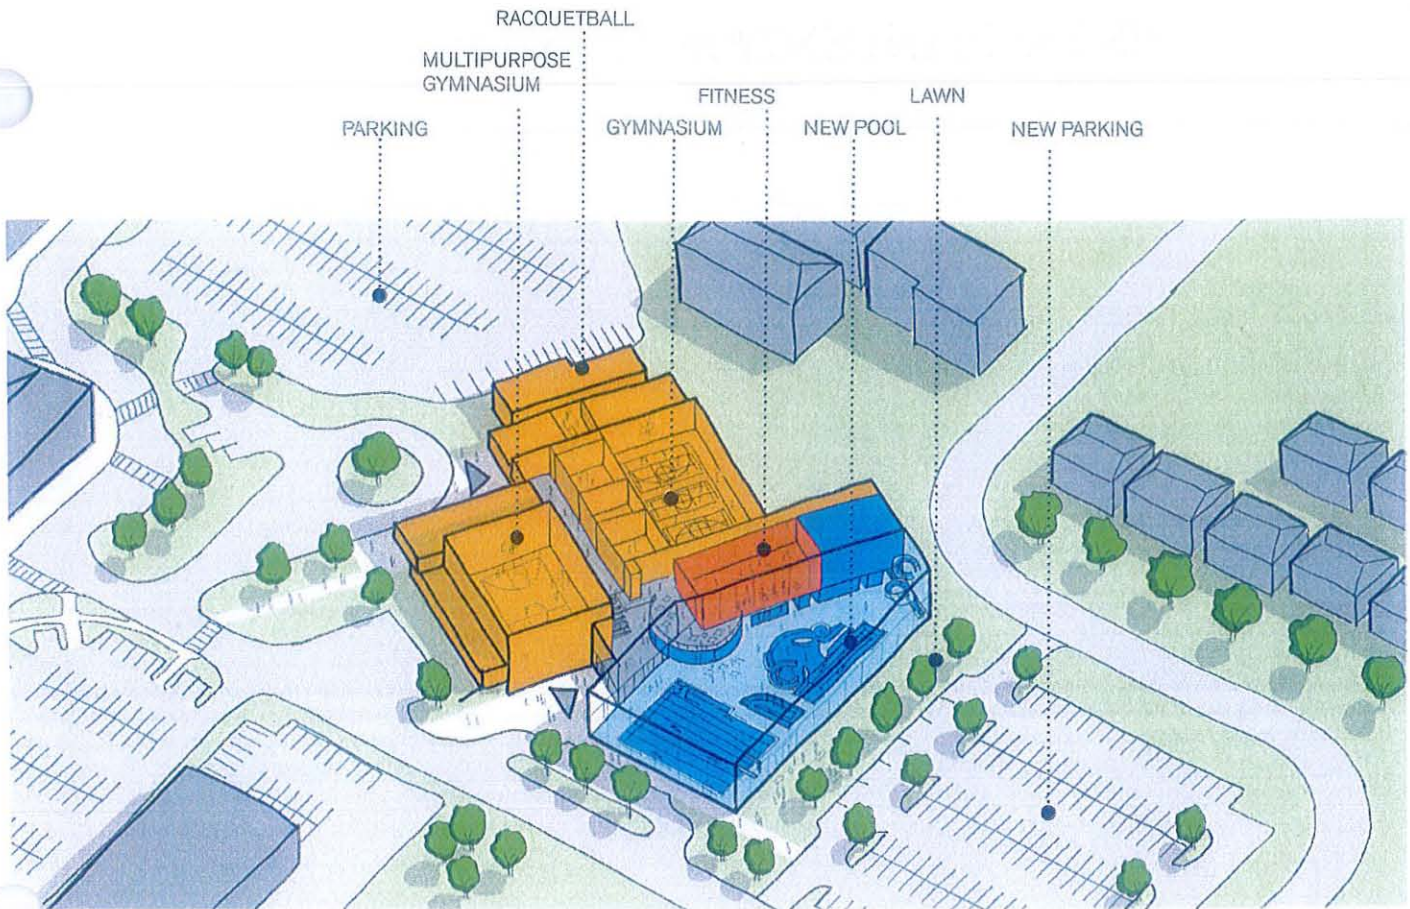 RACQUETBALL
MULTIPURPOSE
GYMNASIUM
FITNESS
LAWN
PARKING
GYMNASIUM
NEW POOL
NEW PARKING